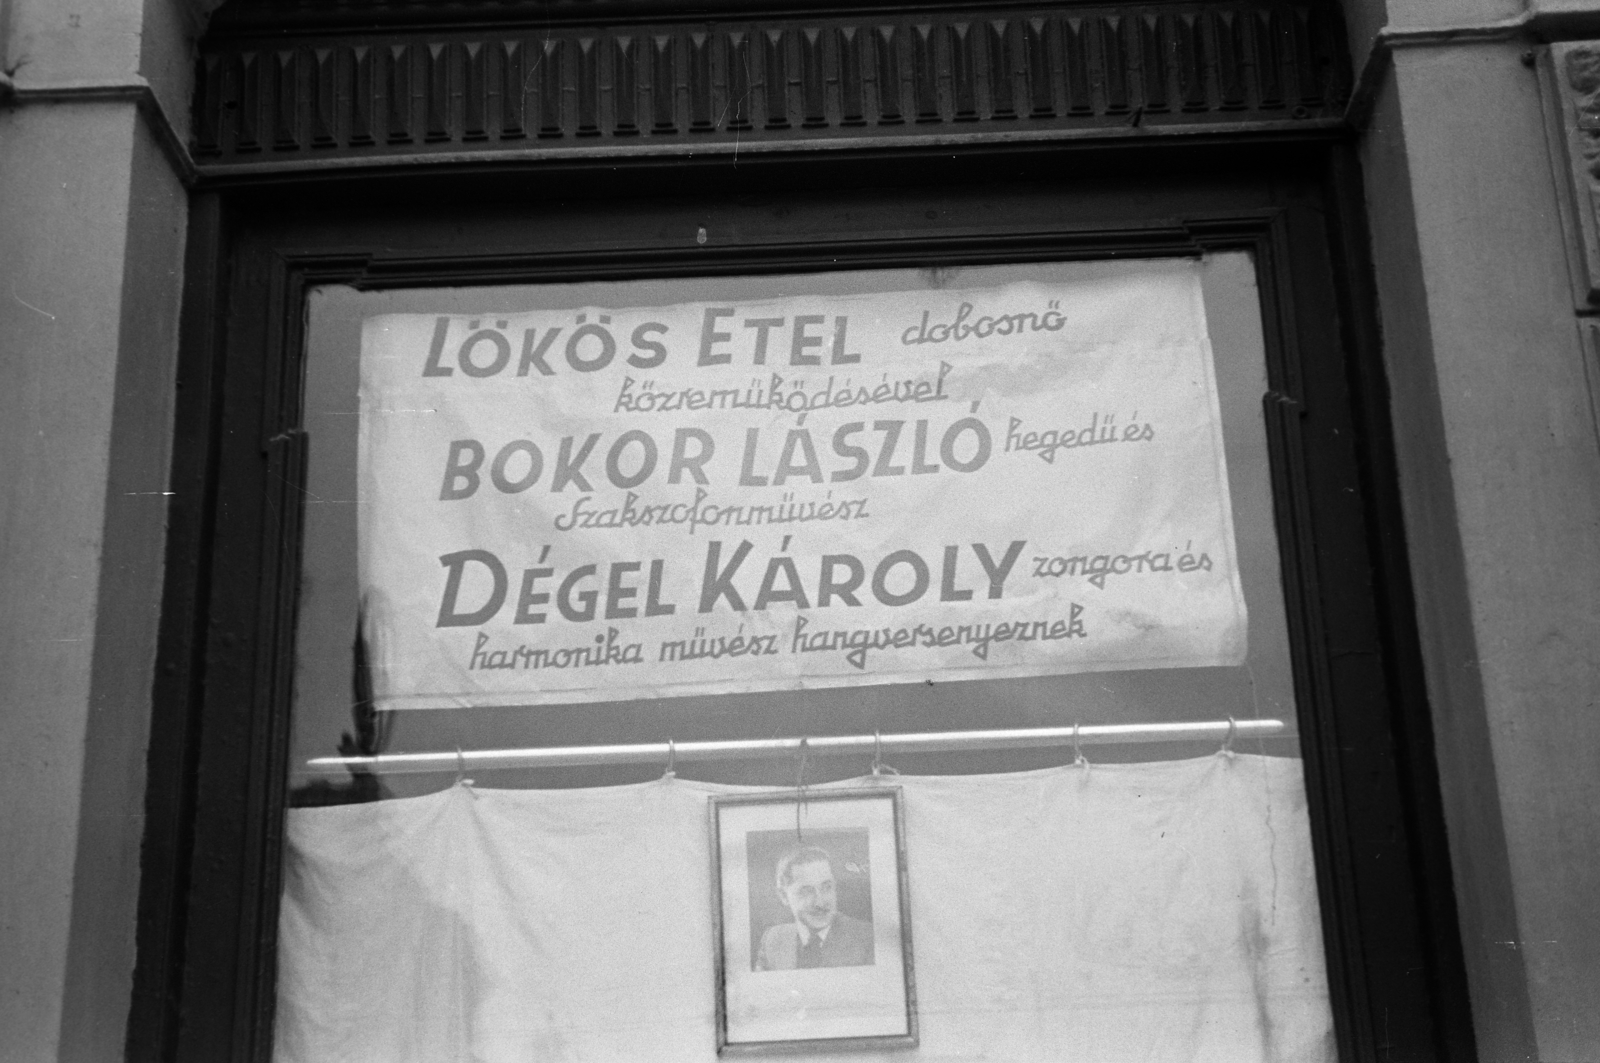 LÖKÖS ETEL dobosnő
közreműködésével
BOKOR LÁSZLÓ hegedű és
szakszofonművész
DÉGEL KÁROLY zongora és
harmonika művész hangversenyeznek